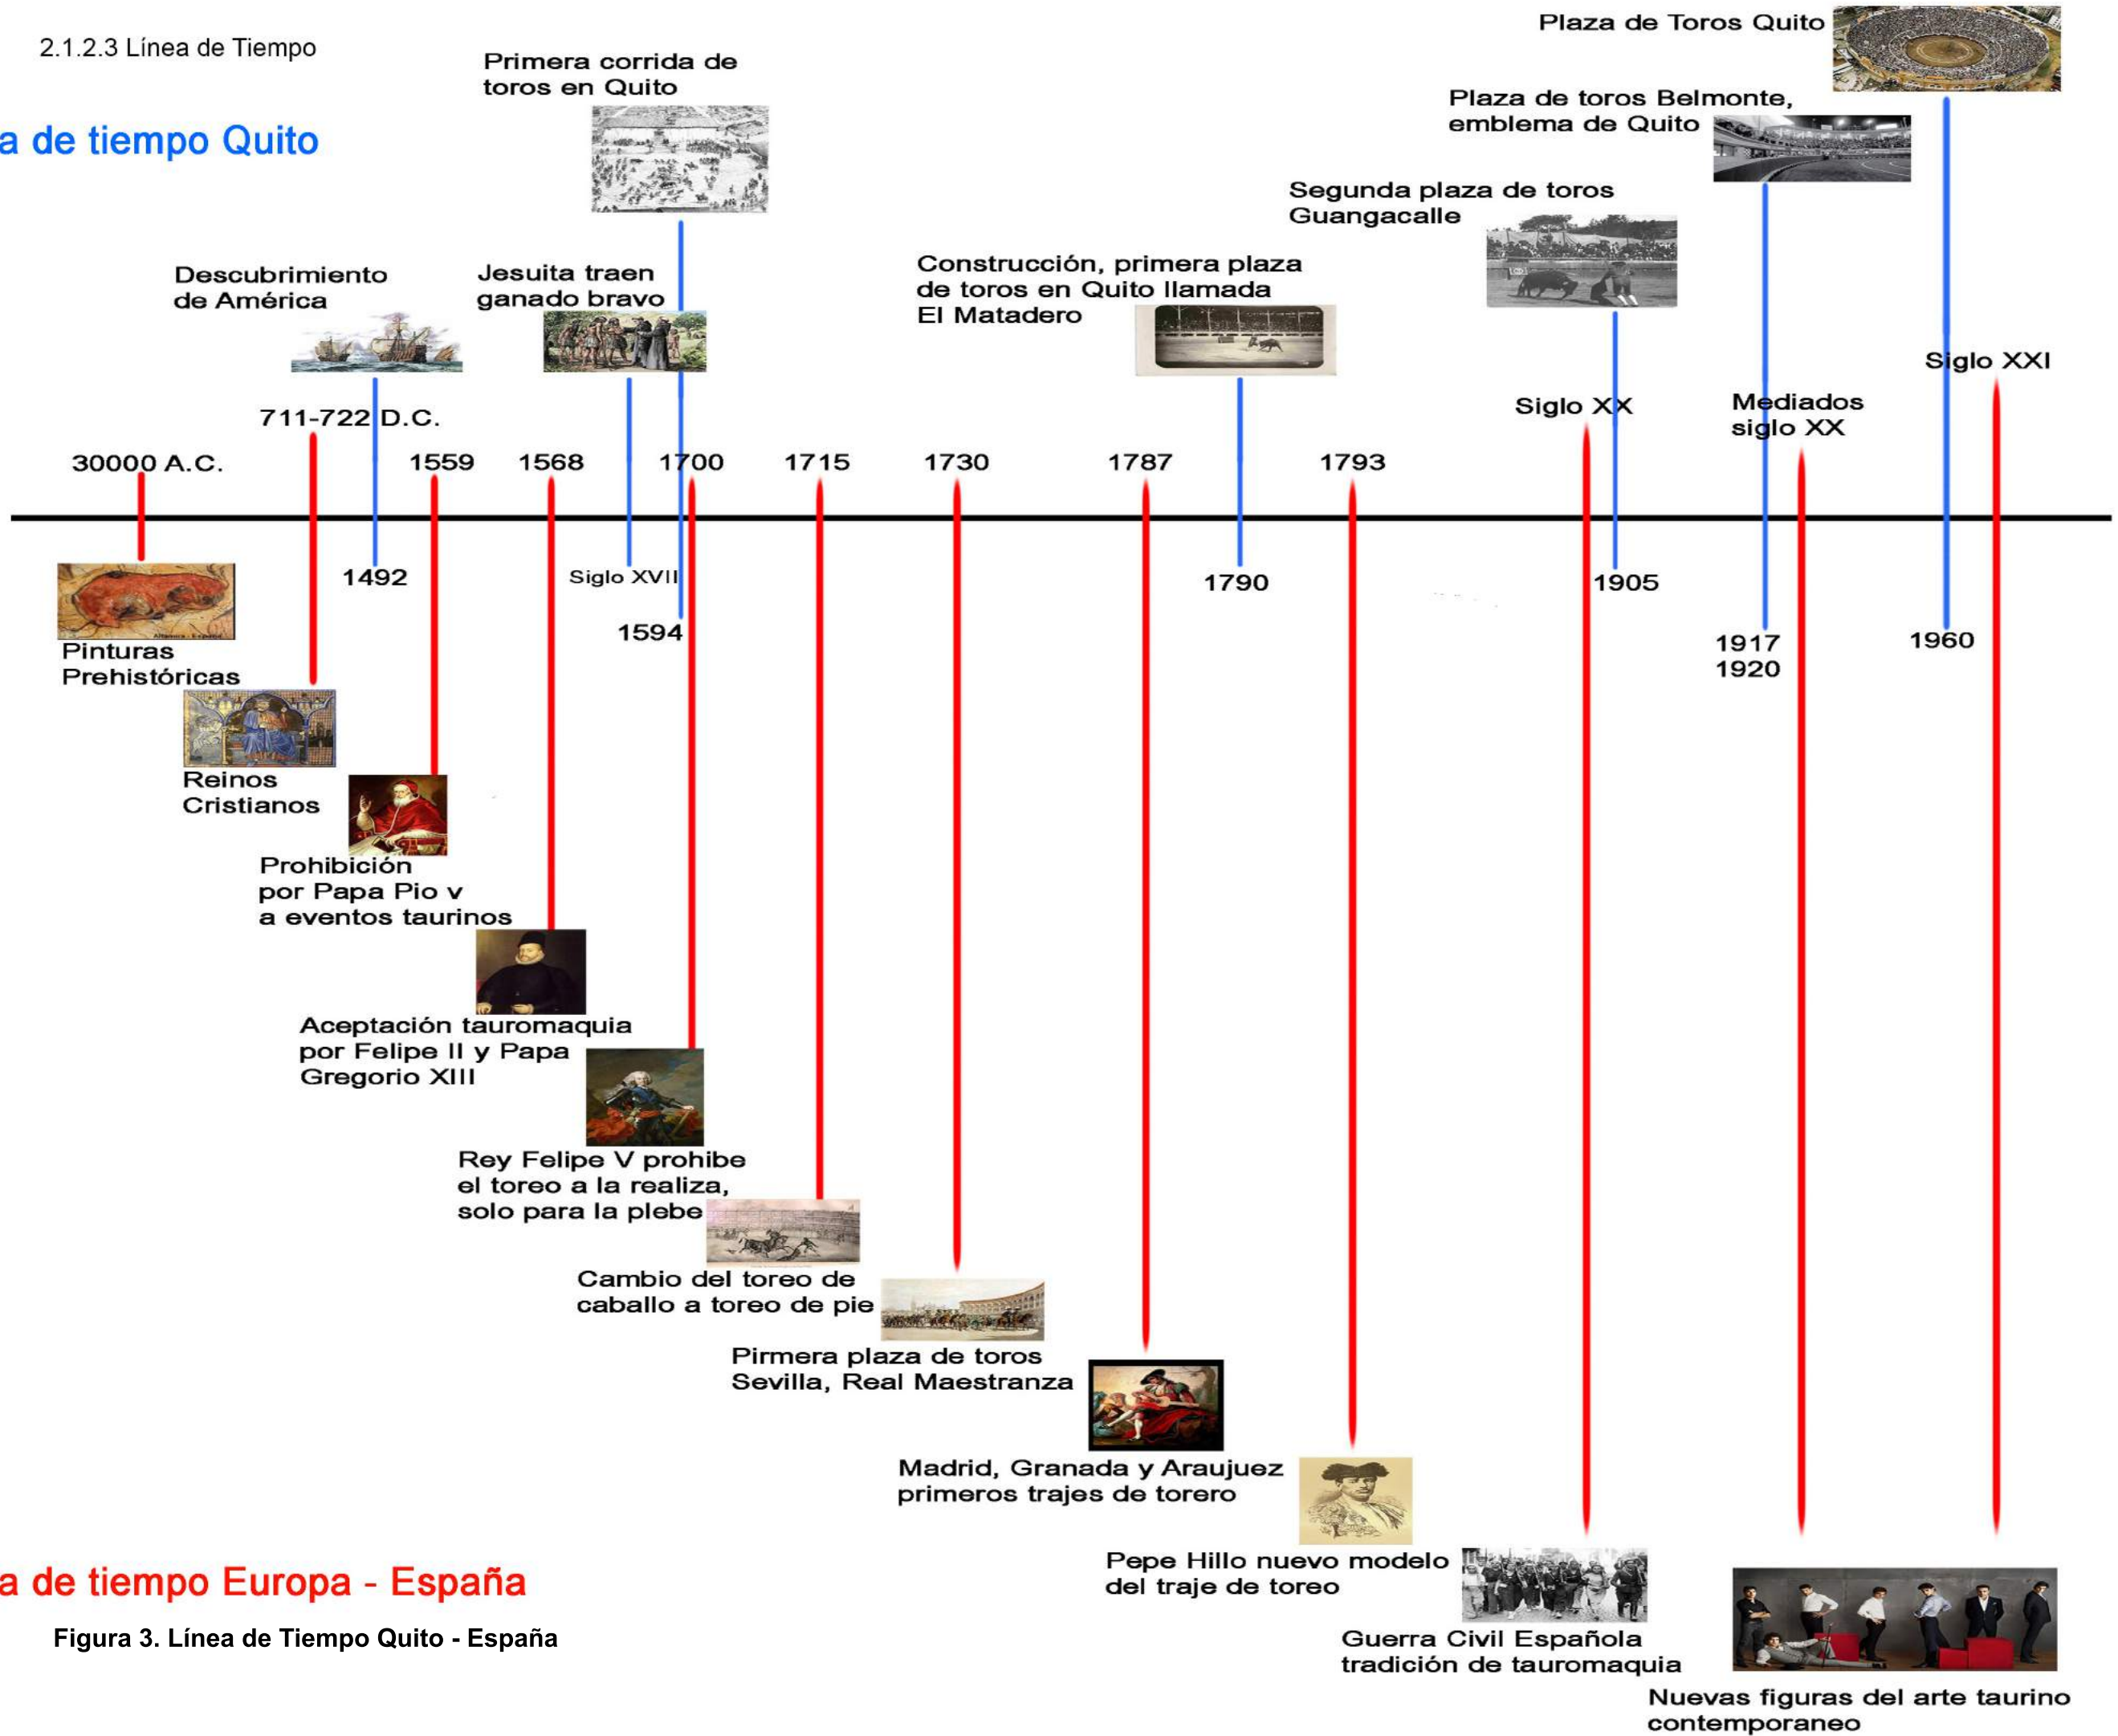 2.1.2.3 Línea de Tiempo
a de tiempo Quito
Primera corrida de
toros en Quito
Plaza de Toros Quito
Plaza de toros Belmonte,
emblema de Quito
Segunda plaza de toros
Guangacalle
Descubrimiento
de América
Jesuita traen
ganado bravo
Construcción, primera plaza
de toros en Quito llamada
El Matadero
Siglo XXI
Siglo XX
Mediados
siglo XX
711-722 D.C.
30000 A.C.
1559
1568
1700
1715
1730
1787
1793
1492
Siglo XVII
1594
1790
1905
1917
1920
1960
Pinturas
Prehistóricas
Reinos
Cristianos
Prohibición
por Papa Pio v
a eventos taurinos
Aceptación tauromaquia
por Felipe II y Papa
Gregorio XIII
Rey Felipe V prohibe
el toreo a la realiza,
solo para la plebe
Cambio del toreo de
caballo a toreo de pie
Pirmera plaza de toros
Sevilla, Real Maestranza
Madrid, Granada y Araujuez
primeros trajes de torero
Pepe Hillo nuevo modelo
del traje de toreo
Guerra Civil Española
tradición de tauromaquia
Nuevas figuras del arte taurino
contemporaneo
a de tiempo Europa - España
Figura 3. Línea de Tiempo Quito - España